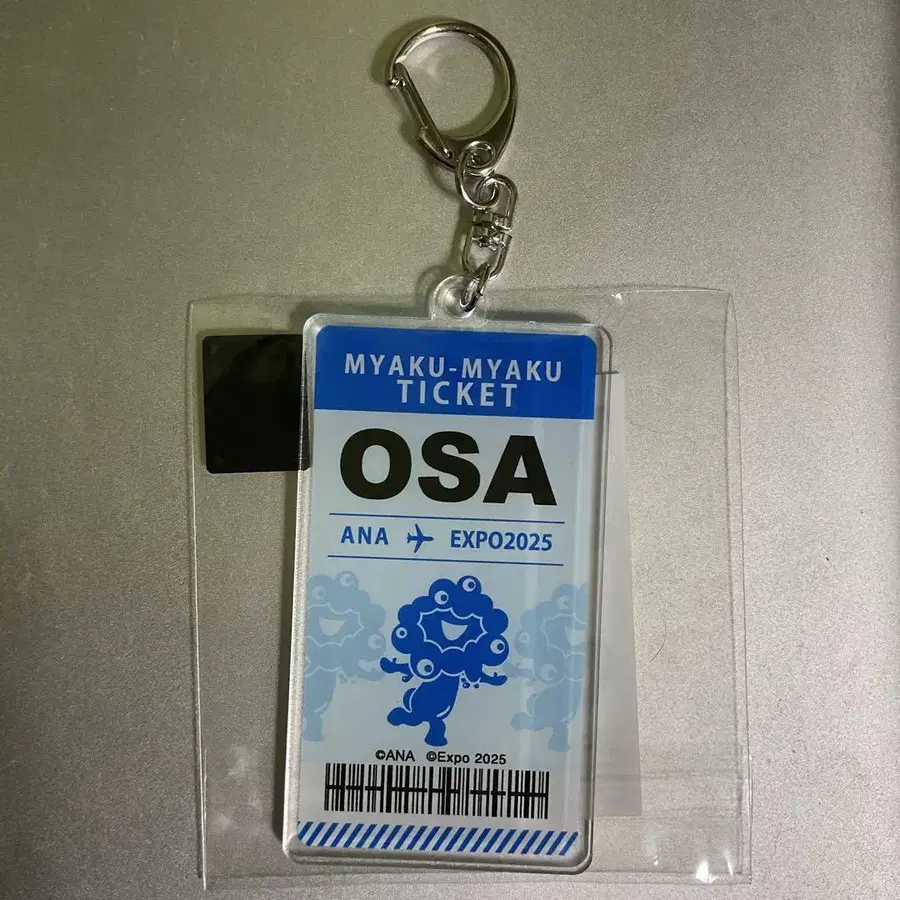 MYAKU-MYAKU
TICKET
OSA
ANA ✈ EXPO2025
©ANA ©Expo 2025